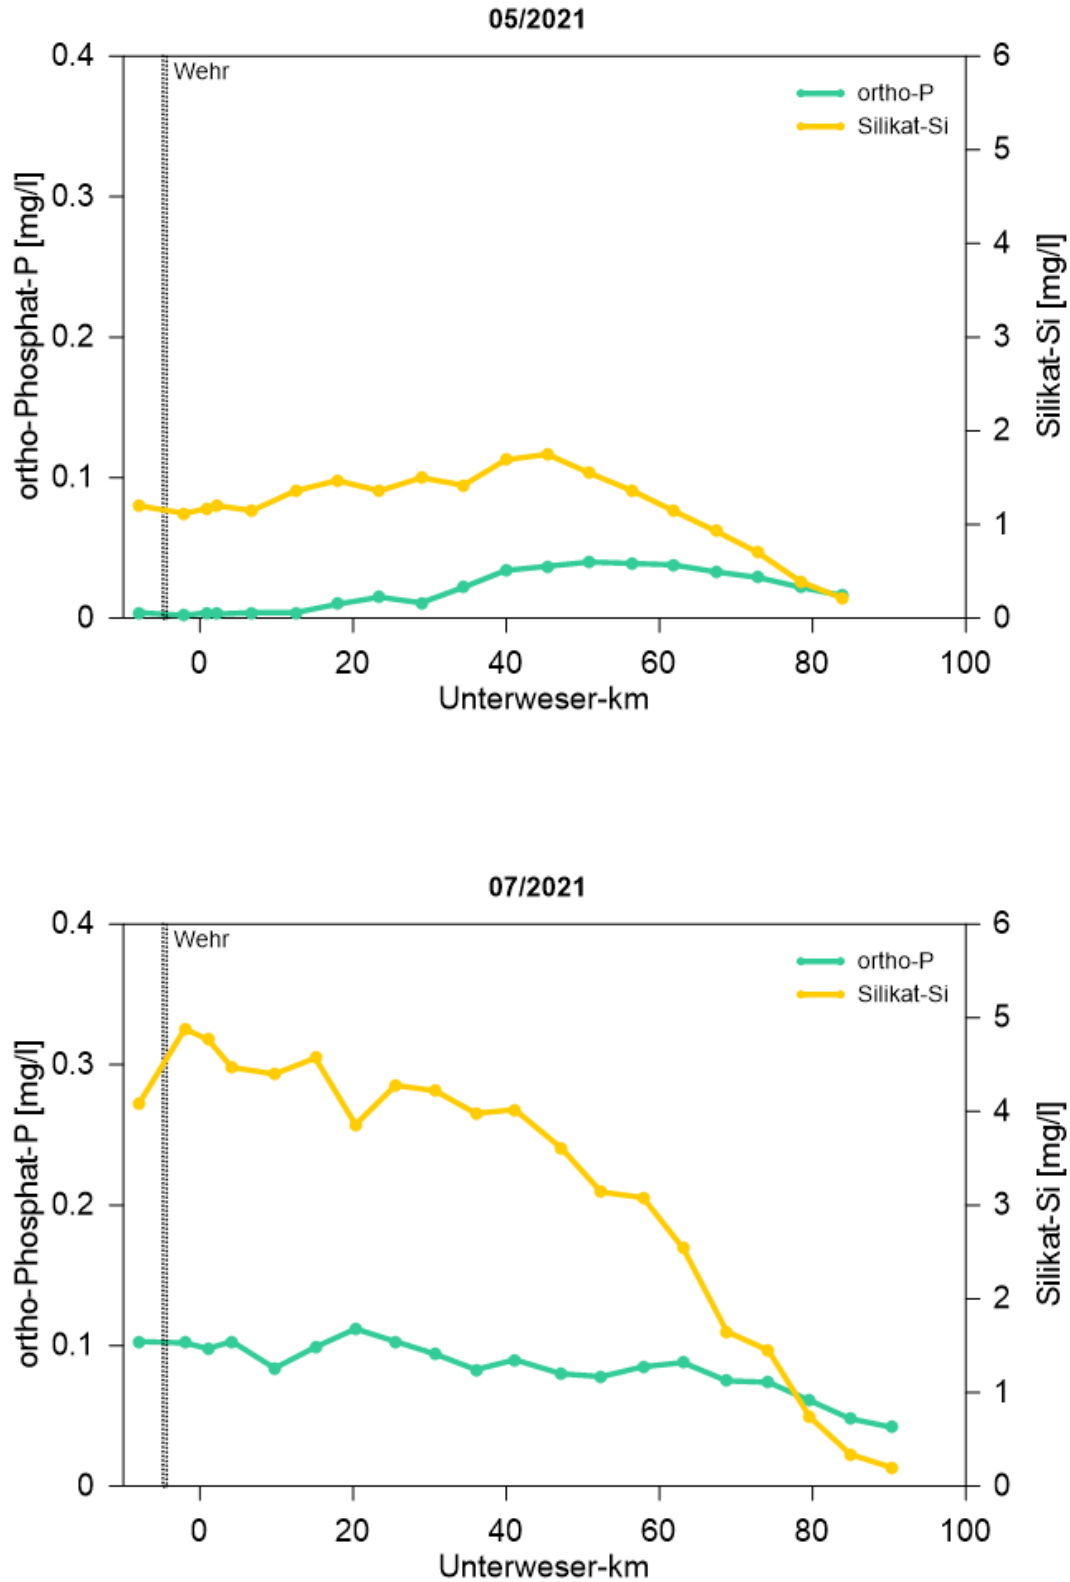 05/2021
0.4
0.3
0.2
0.1
0
ortho-Phosphat-P [mg/l]
Wehr
ortho-P
Silikat-Si
6
5
4
3
2
1
0
Silikat-Si [mg/l]
0 20 40 60 80 100
Unterweser-km
07/2021
0.4
0.3
0.2
0.1
0
ortho-Phosphat-P [mg/l]
Wehr
ortho-P
Silikat-Si
6
5
4
3
2
1
0
Silikat-Si [mg/l]
0 20 40 60 80 100
Unterweser-km